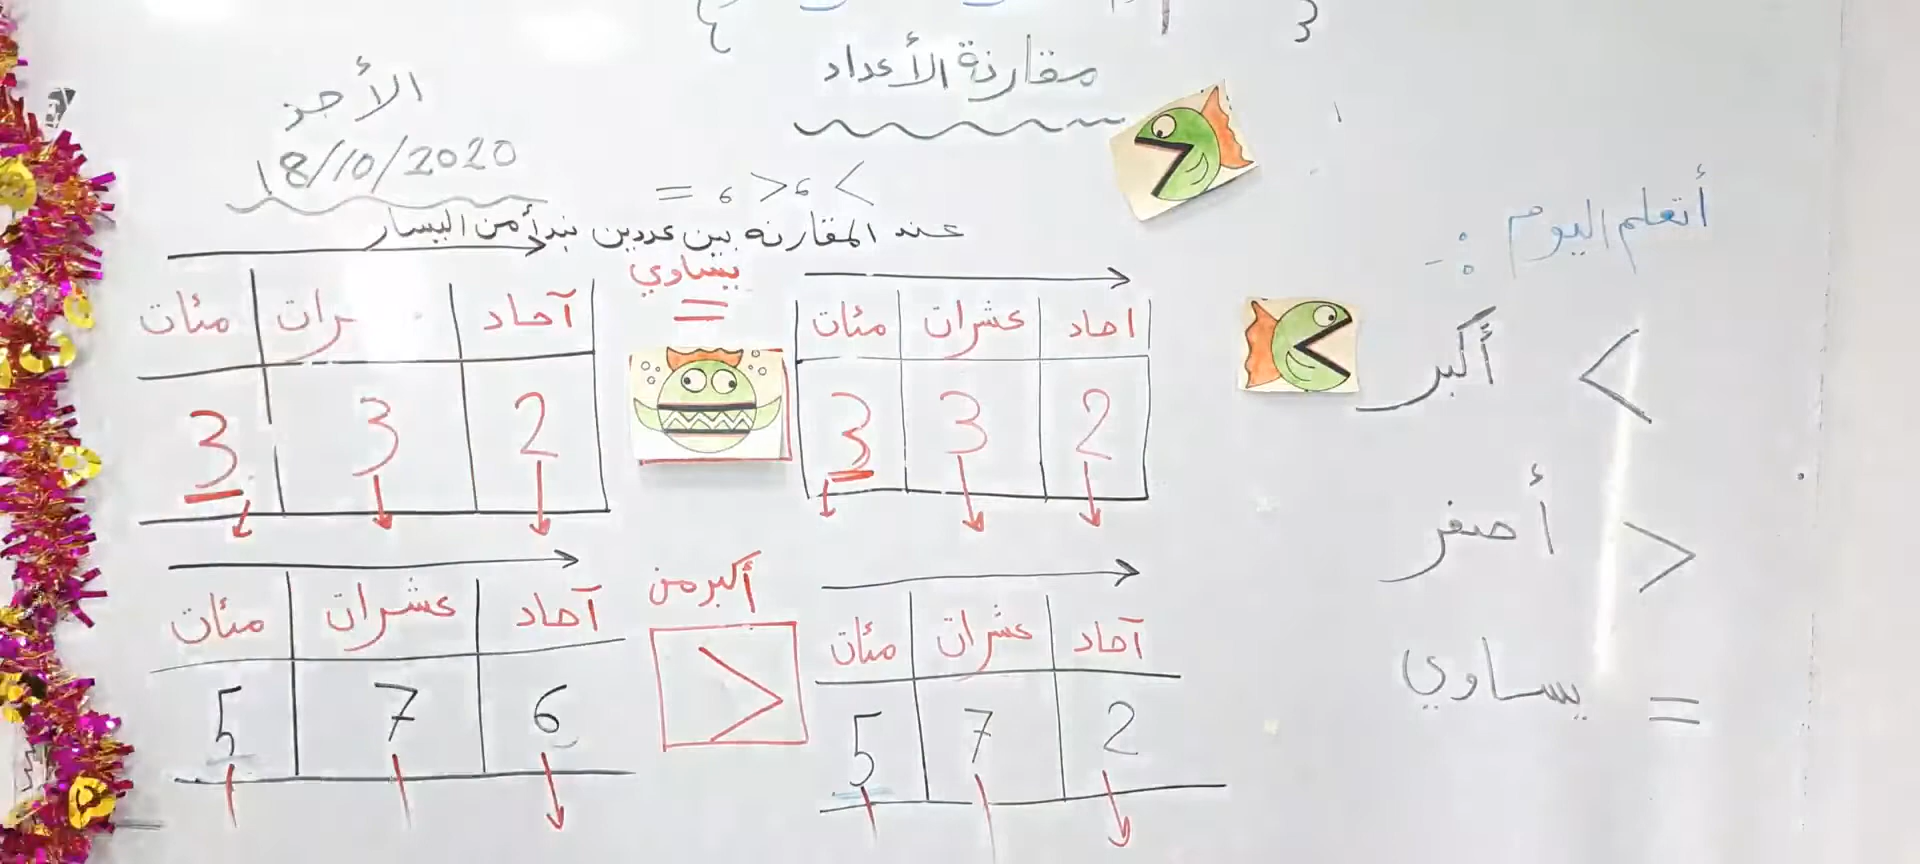 مقارنة الأعداد
الأحد
18/10/2020
= ، > ، <
عند المقارنه بين عددين نبدأ من اليسار
مئات رات آحاد
3 3 2
يساوي
=
مئات عشرات احاد
3 3 2
مئات عشرات آحاد
5 7 6
أكبر من
>
مئات عشرات آحاد
5 7 2
أتعلم اليوم :-
أكبر <
أصغر >
يساوي =